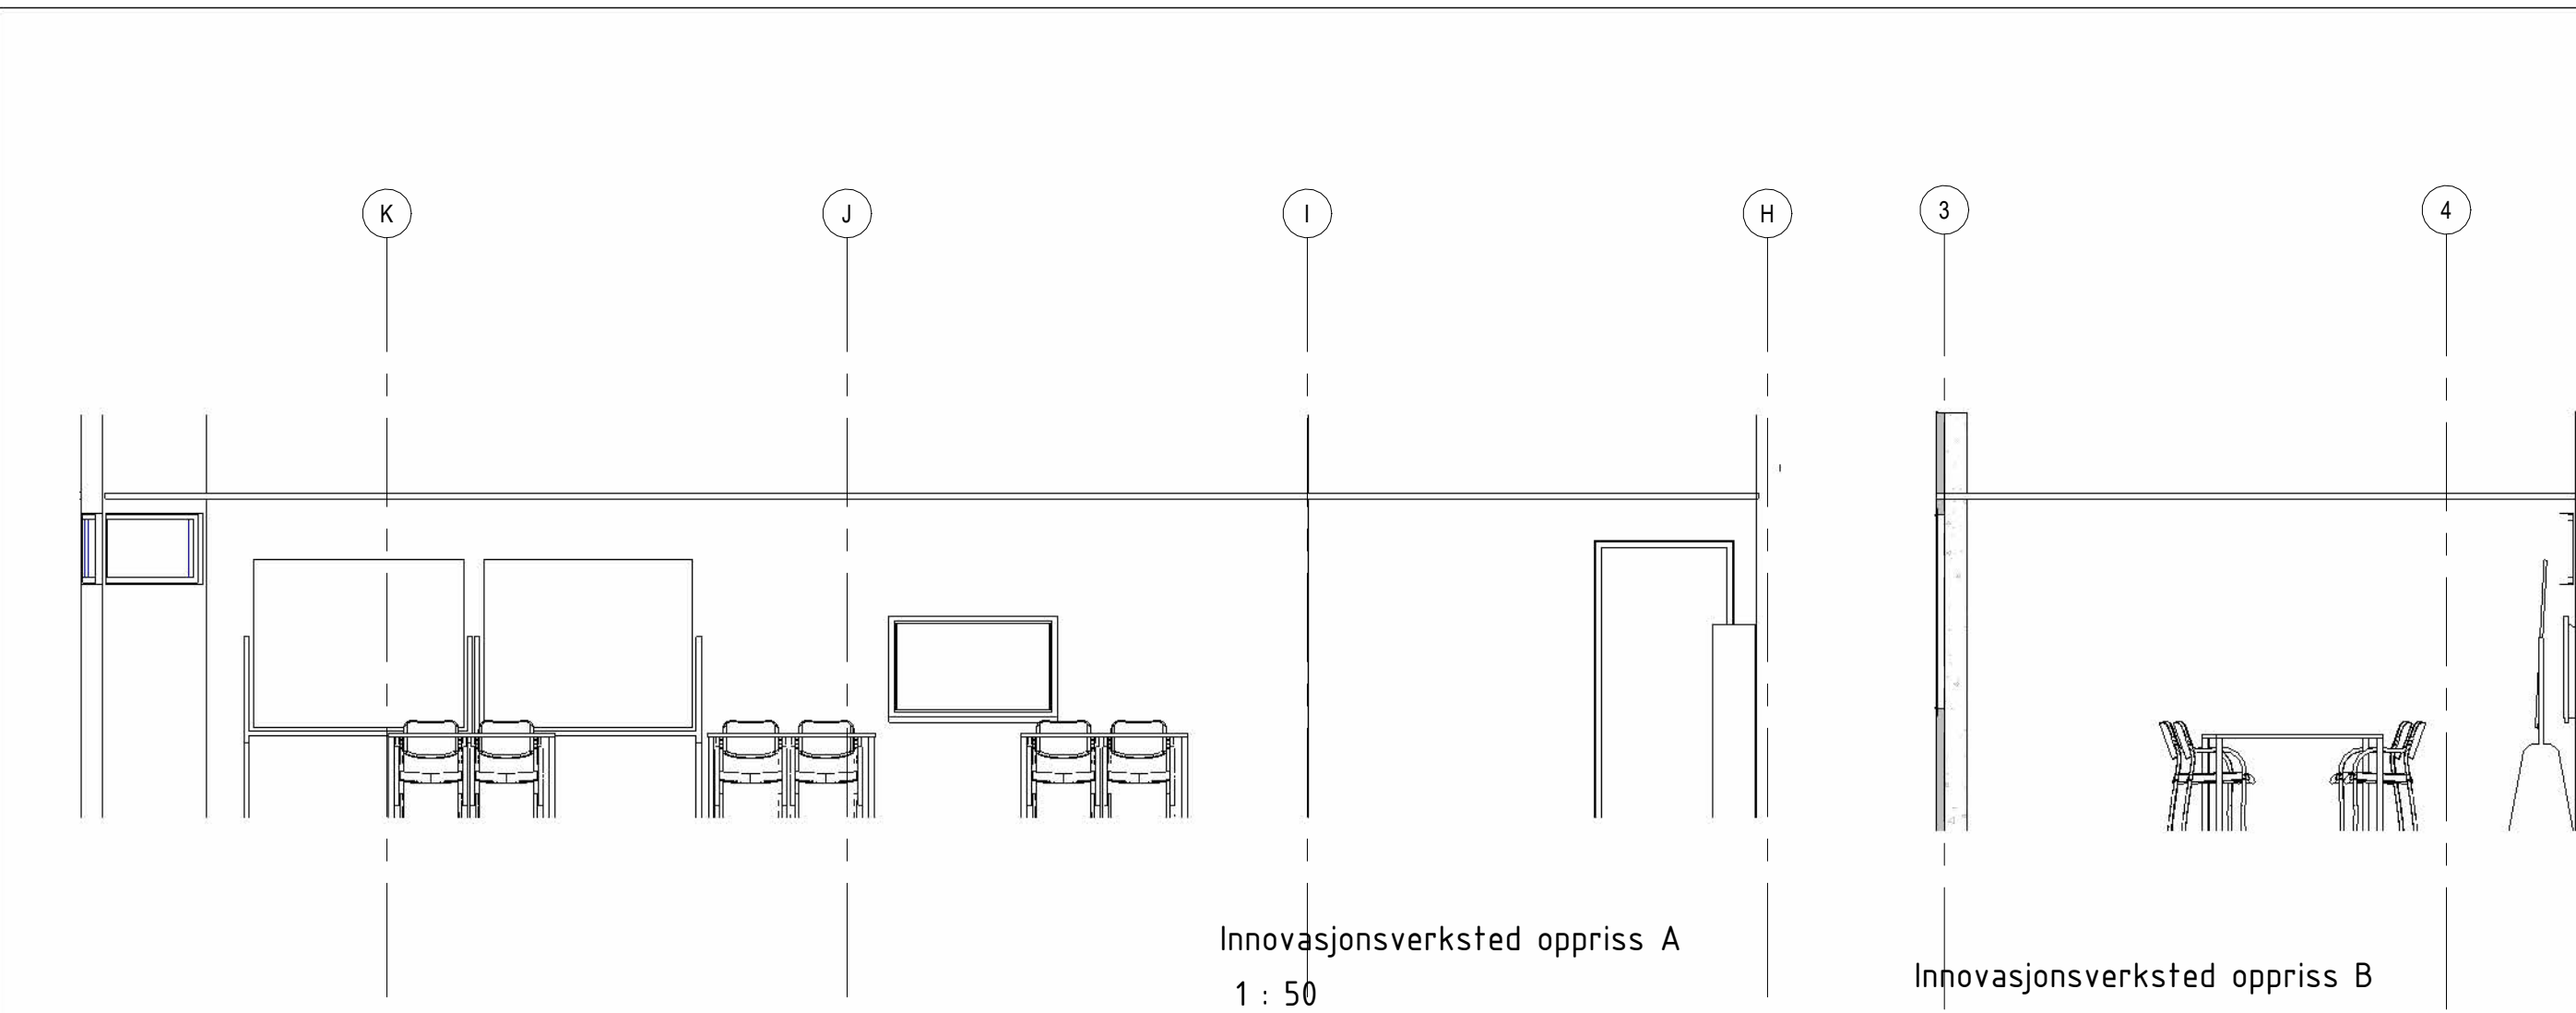 K
J
I
H
3
4
Innovasjonsverksted oppriss A
1 : 50
Innovasjonsverksted oppriss B